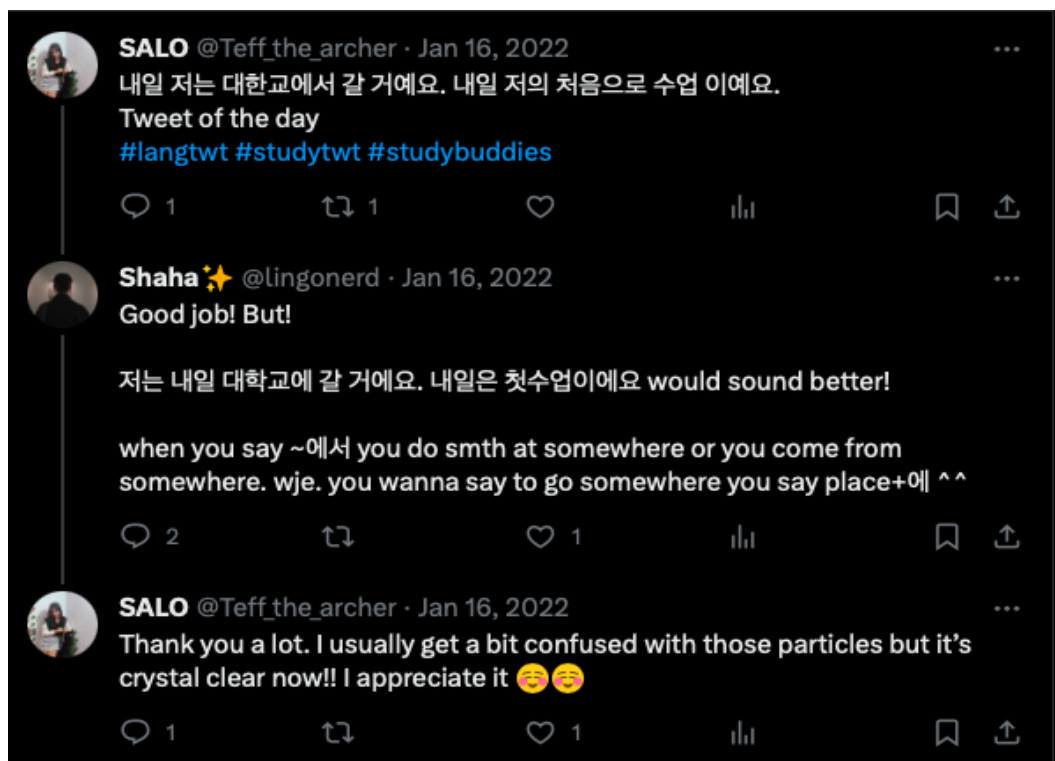 SALO @Teff_the_archer · Jan 16, 2022
내일 저는 대한교에서 갈 거예요. 내일 저의 처음으로 수업 이예요.
Tweet of the day
#langtwt #studytwt #studybuddies
1 1
Shaha✨ @lingonerd · Jan 16, 2022
Good job! But!
저는 내일 대학교에 갈 거에요. 내일은 첫수업이에요 would sound better!
when you say ~에서 you do smth at somewhere or you come from
somewhere. wje. you wanna say to go somewhere you say place+에 ^^
2 1
SALO @Teff_the_archer · Jan 16, 2022
Thank you a lot. I usually get a bit confused with those particles but it’s
crystal clear now!! I appreciate it ☺️☺️
1 1